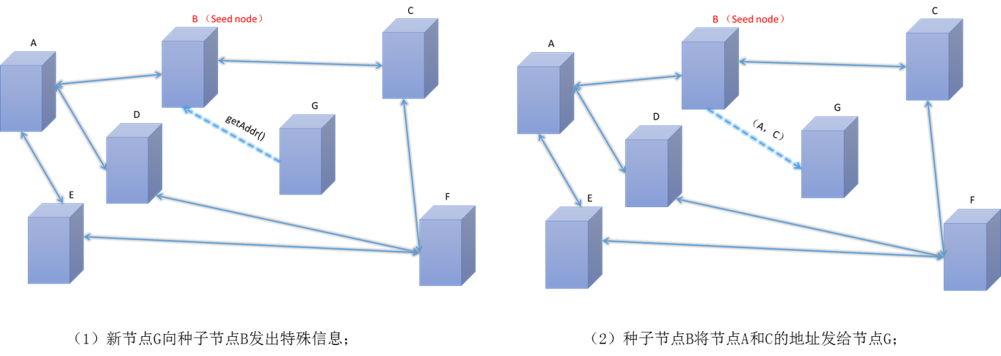 B （Seed node）
C
A
D
G
getAddr()
E
F
（1）新节点G向种子节点B发出特殊信息；
B （Seed node）
C
A
D
G
（A，C）
E
F
（2）种子节点B将节点A和C的地址发给节点G；